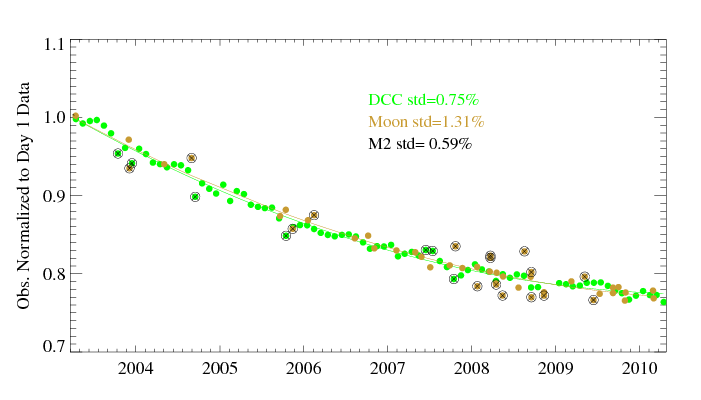 1.1
1.0
0.9
0.8
0.7
Obs. Normalized to Day 1 Data
DCC std=0.75%
Moon std=1.31%
M2 std= 0.59%
2004 2005 2006 2007 2008 2009 2010